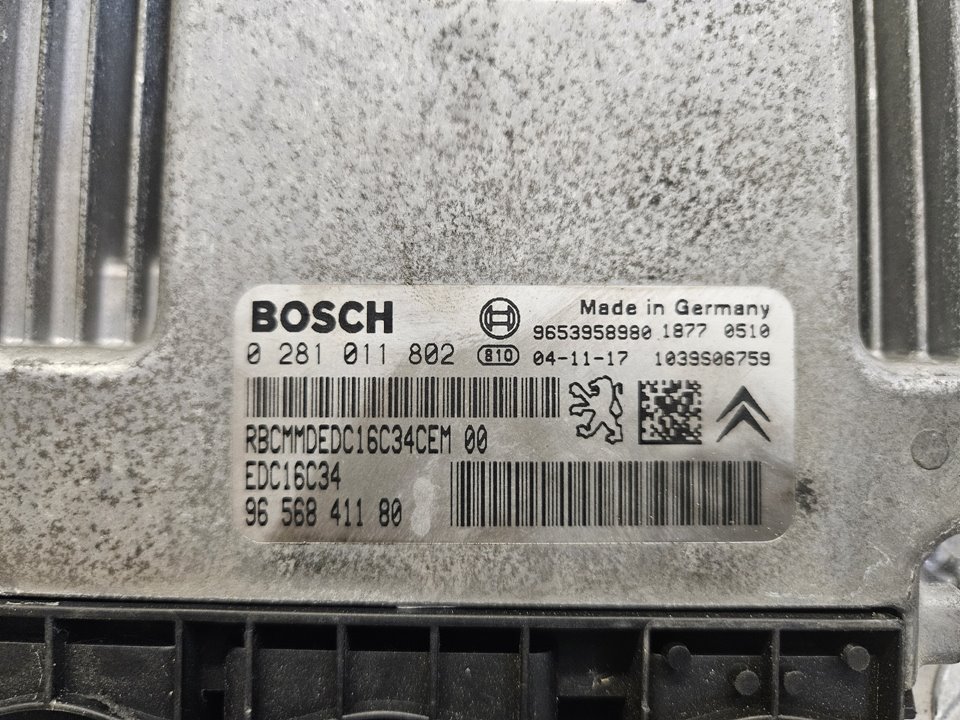 BOSCH
Made in Germany
9653958980 1877 0510
0 281 011 802 810 04-11-17 1039S06759
RBCMMDEDC16C34CEM 00
EDC16C34
96 568 411 80